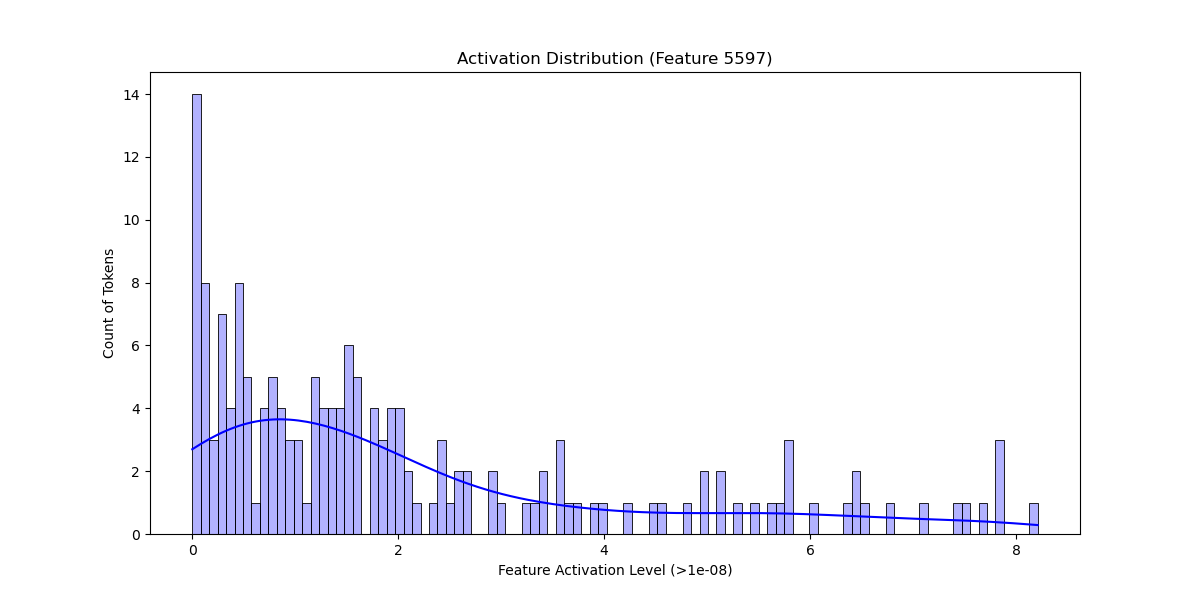 Activation Distribution (Feature 5597)
14
12
10
8
6
4
2
0
Count of Tokens
0 2 4 6 8
Feature Activation Level (>1e-08)